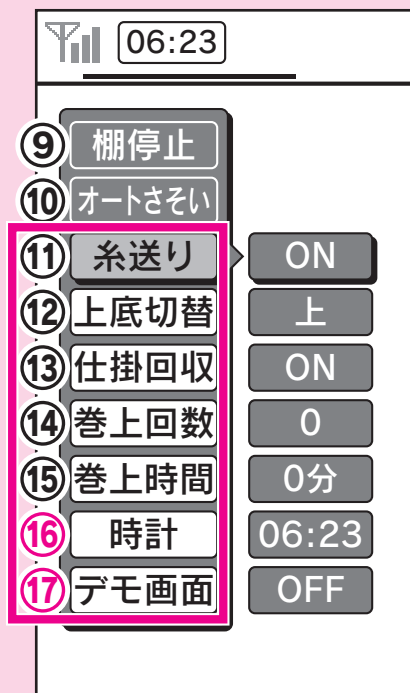 06:23
⑨ 棚停止
⑩ オートさそい
⑪ 糸送り ON
⑫ 上底切替 上
⑬ 仕掛回収 ON
⑭ 巻上回数 0
⑮ 巻上時間 0分
⑯ 時計 06:23
⑰ デモ画面 OFF